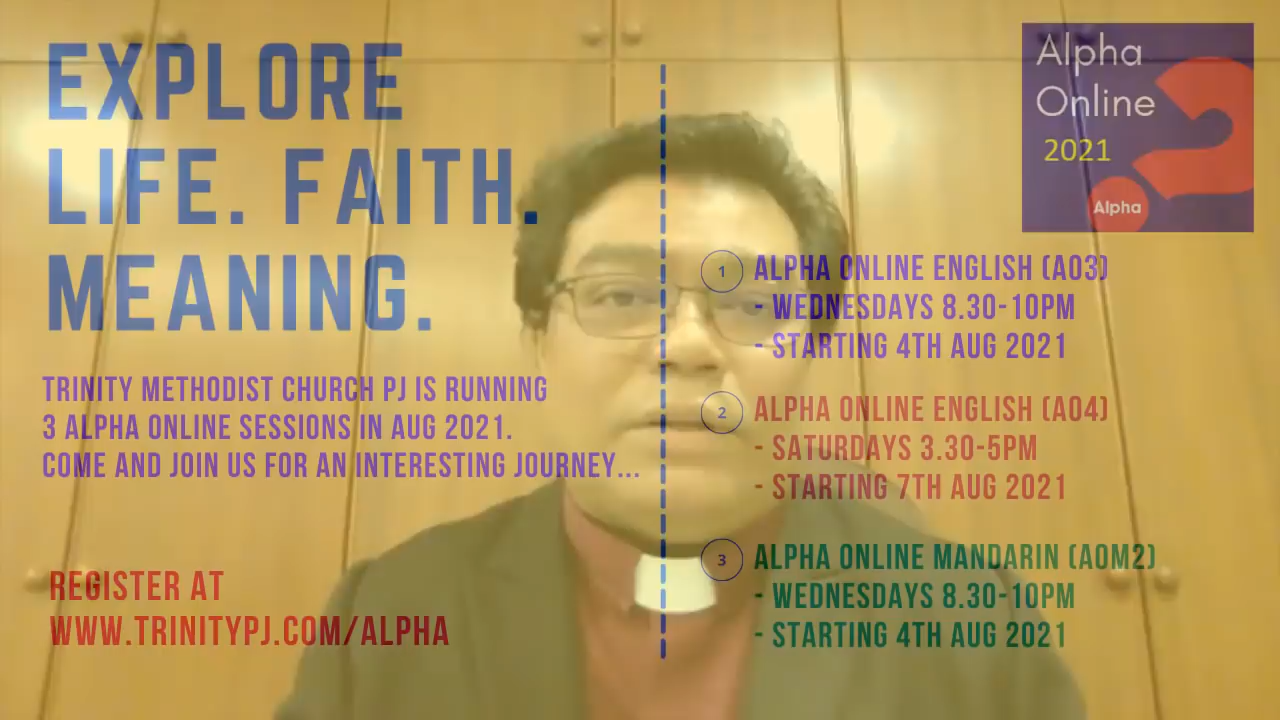 EXPLORE
LIFE. FAITH.
MEANING.
TRINITY METHODIST CHURCH PJ IS RUNNING
3 ALPHA ONLINE SESSIONS IN AUG 2021.
COME AND JOIN US FOR AN INTERESTING JOURNEY...
REGISTER AT
WWW.TRINITYPJ.COM/ALPHA
Alpha
Online
2021
Alpha
1 ALPHA ONLINE ENGLISH (AO3)
- WEDNESDAYS 8.30-10PM
- STARTING 4TH AUG 2021
2 ALPHA ONLINE ENGLISH (AO4)
- SATURDAYS 3.30-5PM
- STARTING 7TH AUG 2021
3 ALPHA ONLINE MANDARIN (AOM2)
- WEDNESDAYS 8.30-10PM
- STARTING 4TH AUG 2021